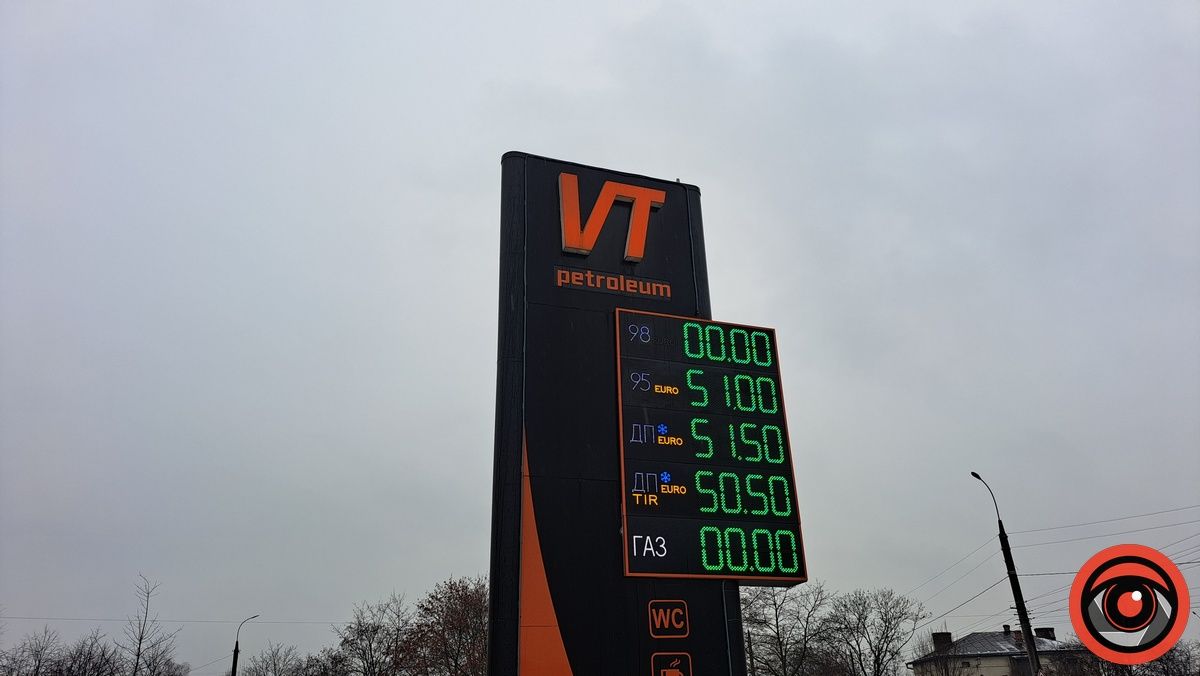 VT
petroleum
98 EURO 00.00
95 EURO 51.00
ДП EURO 51.50
ДП EURO 50.50
TIR
ГАЗ 00.00
WC